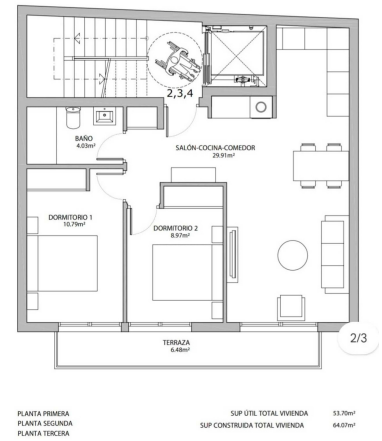 2,3,4
BAÑO
4.03m²
SALÓN-COCINA-COMEDOR
29.91m²
DORMITORIO 1
10.79m²
DORMITORIO 2
8.97m²
TERRAZA
6.48m²
2/3
PLANTA PRIMERA
PLANTA SEGUNDA
PLANTA TERCERA
SUP ÚTIL TOTAL VIVIENDA 53.70m²
SUP CONSTRUIDA TOTAL VIVIENDA 64.07m²